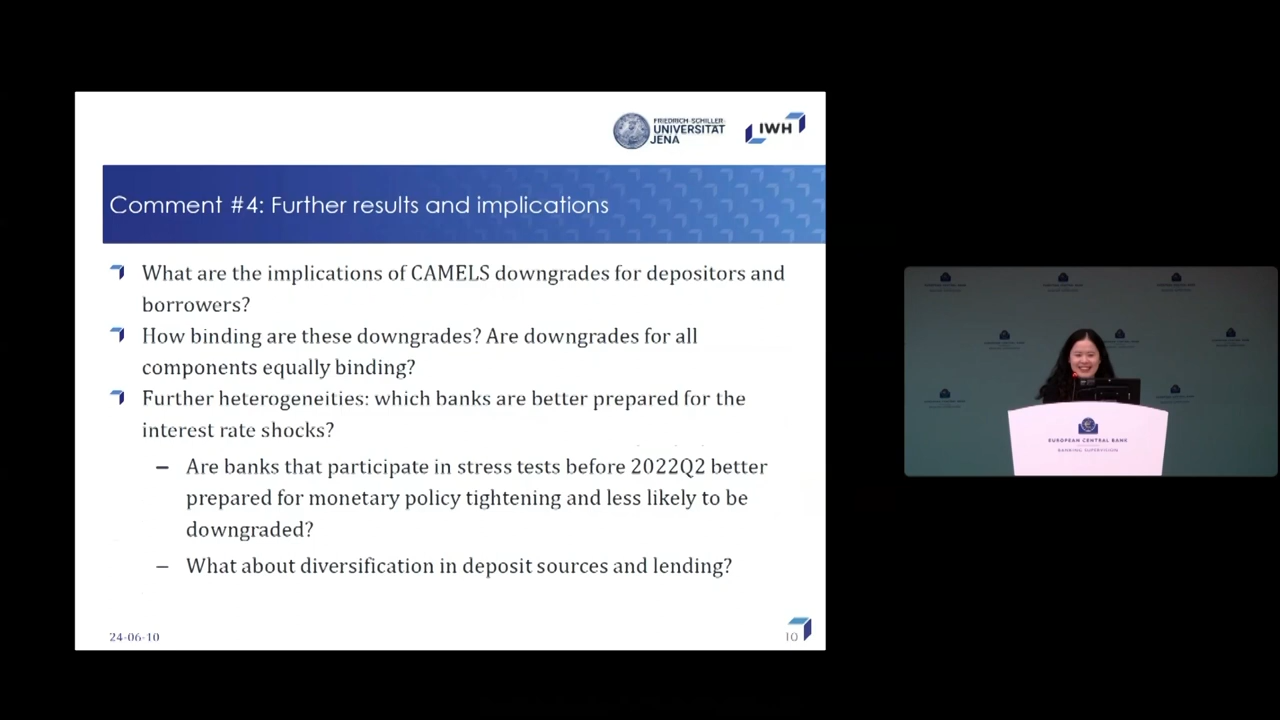 FRIEDRICH-SCHILLER-
UNIVERSITÄT
JENA
IWH
Comment #4: Further results and implications
What are the implications of CAMELS downgrades for depositors and
borrowers?
How binding are these downgrades? Are downgrades for all
components equally binding?
Further heterogeneities: which banks are better prepared for the
interest rate shocks?
– Are banks that participate in stress tests before 2022Q2 better
prepared for monetary policy tightening and less likely to be
downgraded?
– What about diversification in deposit sources and lending?
24-06-10
10
EUROPEAN CENTRAL BANK
BANKING SUPERVISION